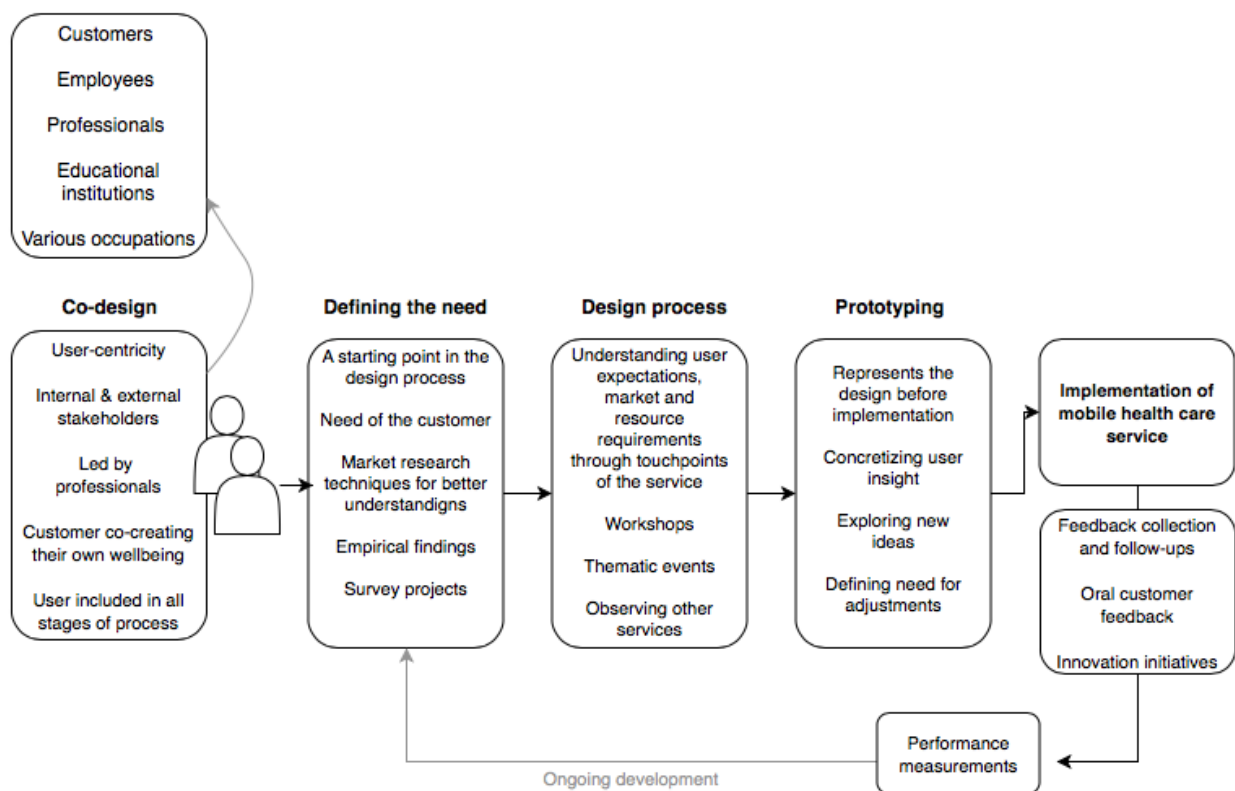 Customers
Employees
Professionals
Educational
institutions
Various occupations
Co-design
User-centricity
Internal & external
stakeholders
Led by
professionals
Customer co-creating
their own wellbeing
User included in all
stages of process
Defining the need
A starting point in the
design process
Need of the customer
Market research
techniques for better
understandigns
Empirical findings
Survey projects
Design process
Understanding user
expectations,
market and
resource
requirements
through touchpoints
of the service
Workshops
Thematic events
Observing other
services
Prototyping
Represents the
design before
implementation
Concretizing user
insight
Exploring new
ideas
Defining need for
adjustments
Implementation of
mobile health care
service
Feedback collection
and follow-ups
Oral customer
feedback
Innovation initiatives
Performance
measurements
Ongoing development